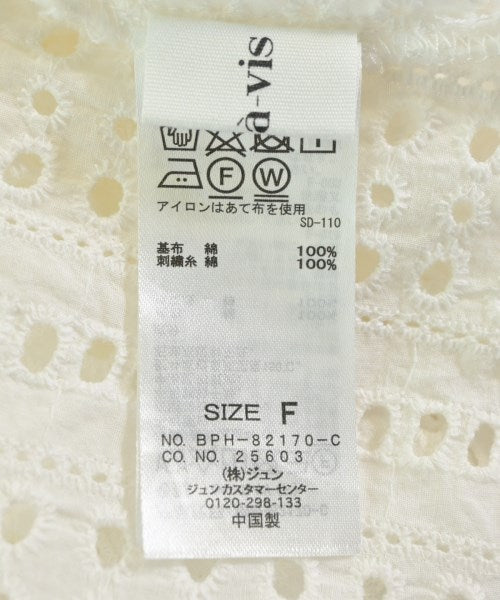 à-vis
F
W
アイロンはあて布を使用
SD-110
基布 綿 100%
刺繍糸 綿 100%
SIZE F
NO. BPH-82170-C
CO. NO. 25603
(株)ジュン
ジュン カスタマーセンター
0120-298-133
中国製